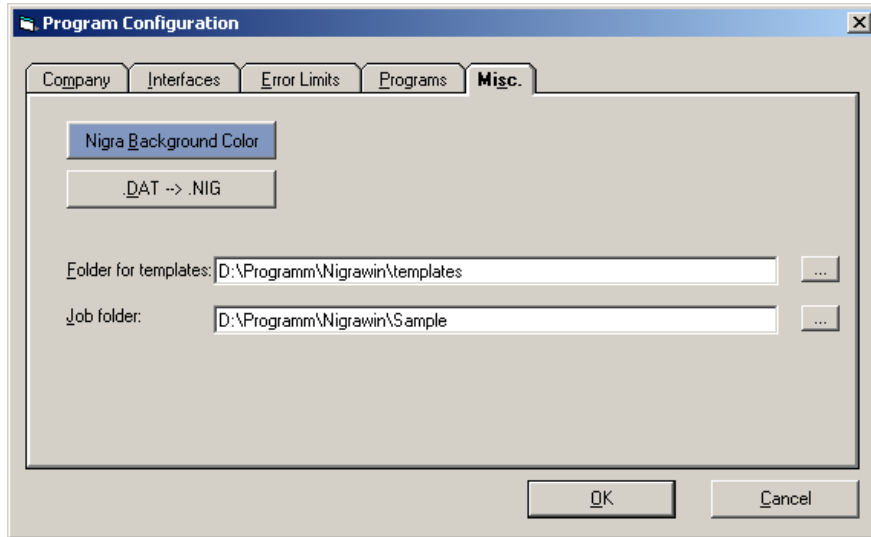 Program Configuration
Company Interfaces Error Limits Programs Misc.
Nigra Background Color
.DAT --> .NIG
Folder for templates: D:\Programm\Nigrawin\templates ...
Job folder: D:\Programm\Nigrawin\Sample ...
OK Cancel